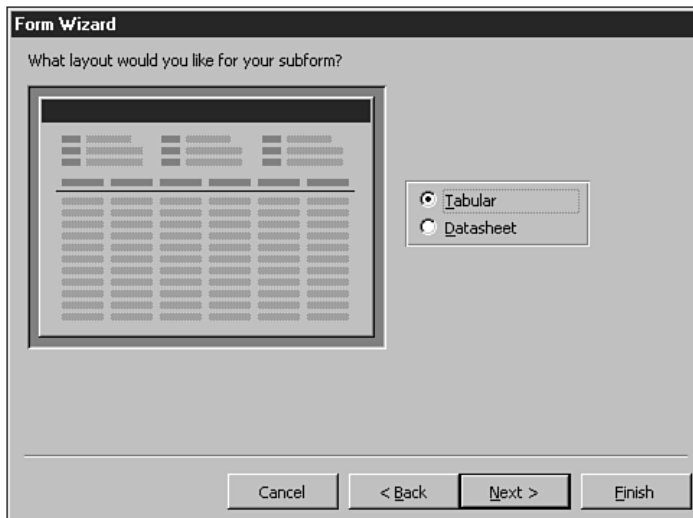 Form Wizard
What layout would you like for your subform?
Tabular
Datasheet
Cancel
< Back
Next >
Finish